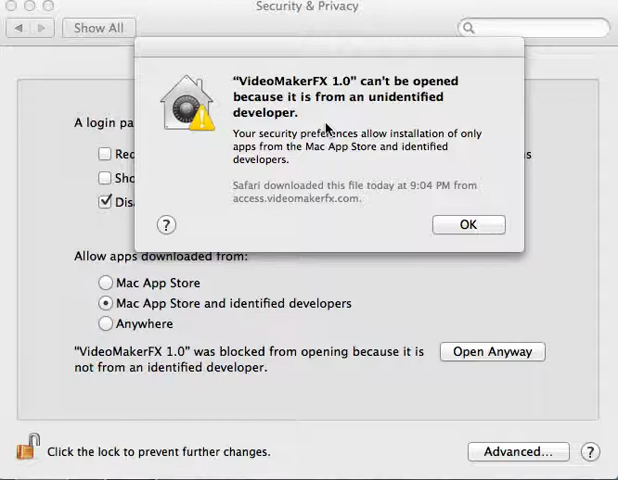 Security & Privacy
Show All
"VideoMakerFX 1.0" can't be opened
because it is from an unidentified
developer.
Your security preferences allow installation of only
apps from the Mac App Store and identified
developers.
Safari downloaded this file today at 9:04 PM from
access.videomakerfx.com.
?
OK
A login pa
Req
Sho
Disa
s
Allow apps downloaded from:
Mac App Store
Mac App Store and identified developers
Anywhere
"VideoMakerFX 1.0" was blocked from opening because it is
not from an identified developer.
Open Anyway
Click the lock to prevent further changes.
Advanced...
?